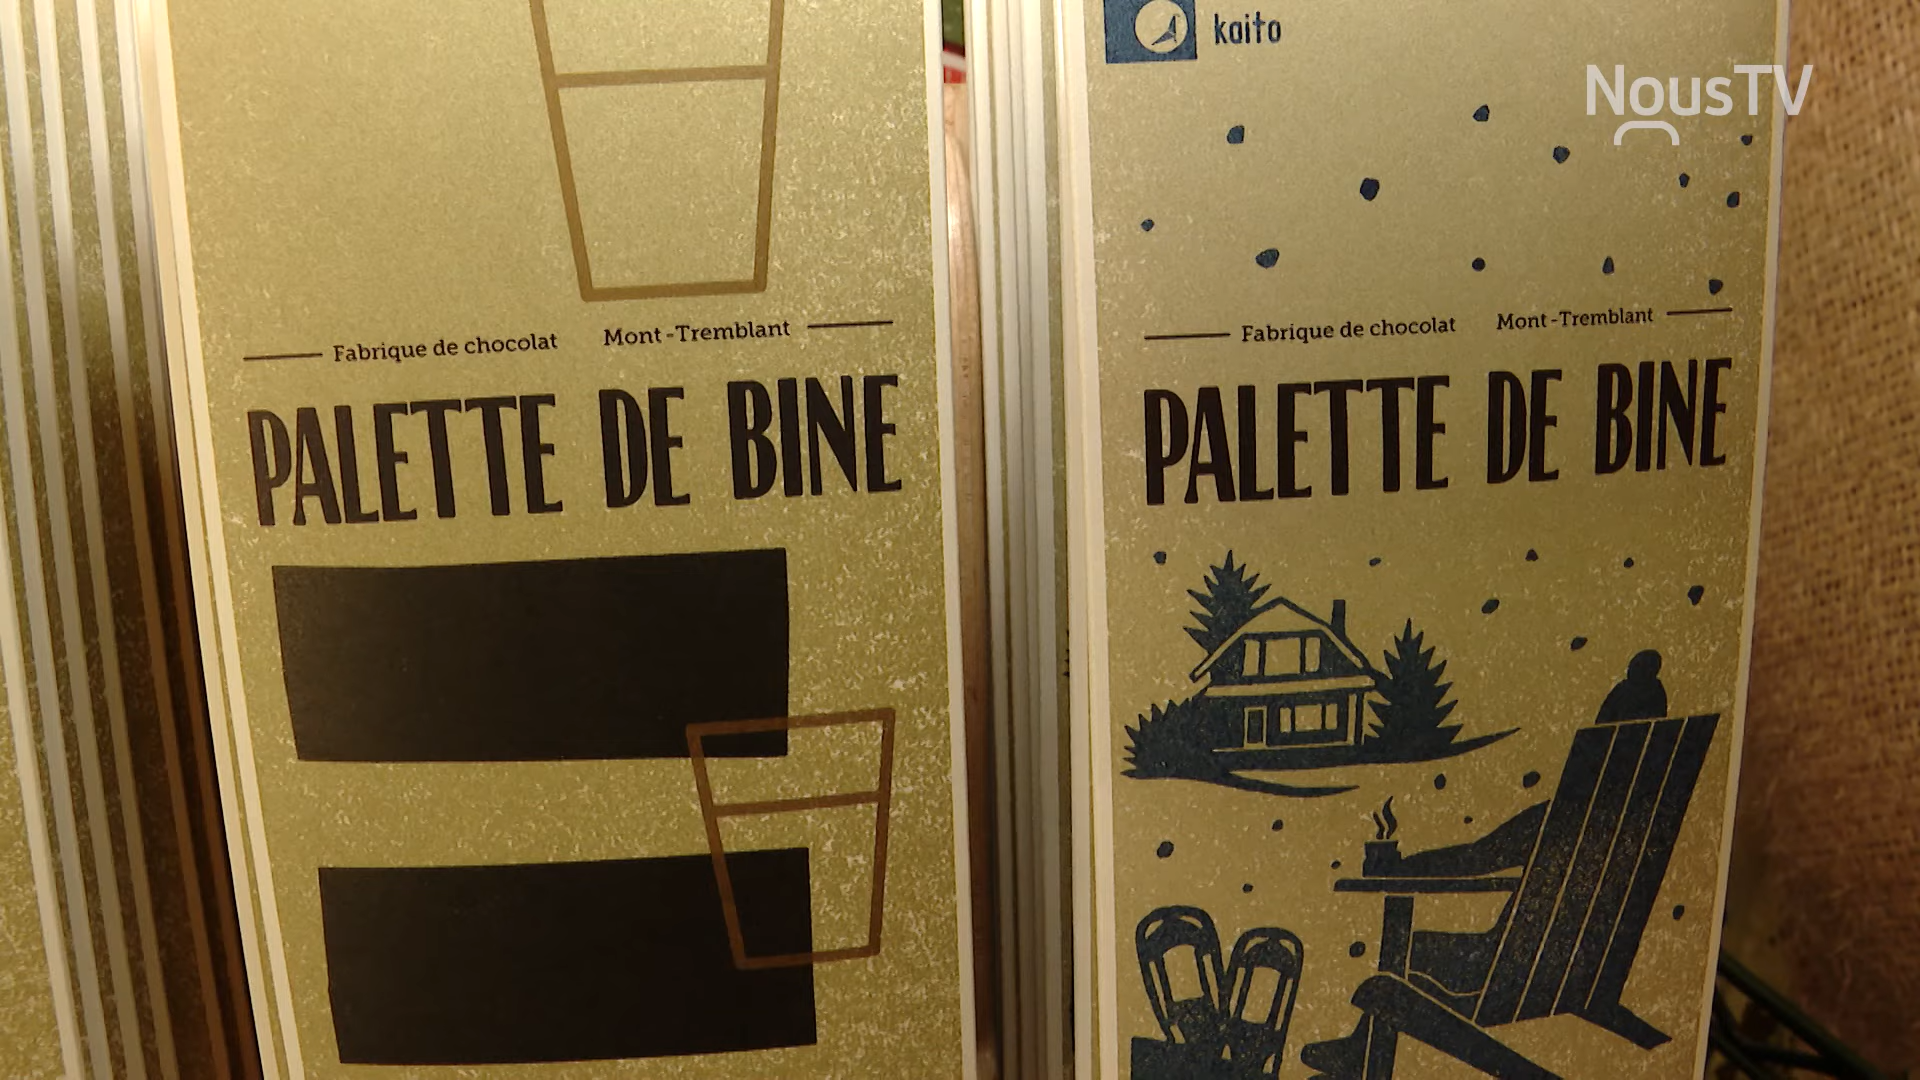 kaito
NousTV
Fabrique de chocolat Mont-Tremblant
PALETTE DE BINE
Fabrique de chocolat Mont-Tremblant
PALETTE DE BINE